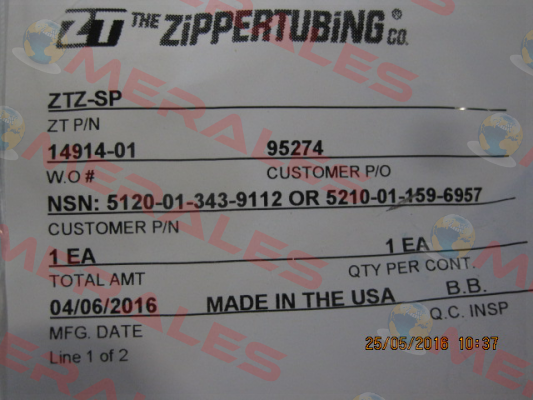 ZT THE ZIPPERTUBING® CO.
ZTZ-SP
ZT P/N
14914-01 95274
W.O # CUSTOMER P/O
NSN: 5120-01-343-9112 OR 5210-01-159-6957
CUSTOMER P/N
1 EA 1 EA
TOTAL AMT QTY PER CONT.
04/06/2016 MADE IN THE USA B.B.
MFG. DATE Q.C. INSP
Line 1 of 2
25/05/2016 10:37
MERALES